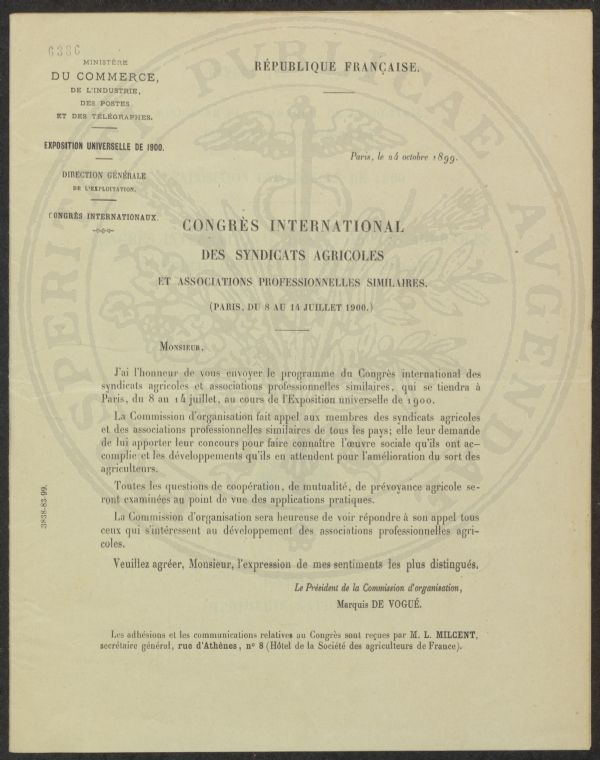 6386
MINISTÈRE
DU COMMERCE,
DE L'INDUSTRIE,
DES POSTES
ET DES TÉLÉGRAPHES.
EXPOSITION UNIVERSELLE DE 1900.
DIRECTION GÉNÉRALE
DE L'EXPLOITATION.
CONGRÈS INTERNATIONAUX.
RÉPUBLIQUE FRANÇAISE.
Paris, le 24 octobre 1899.
CONGRÈS INTERNATIONAL
DES SYNDICATS AGRICOLES
ET ASSOCIATIONS PROFESSIONNELLES SIMILAIRES.
(PARIS, DU 8 AU 14 JUILLET 1900.)
MONSIEUR,
J'ai l'honneur de vous envoyer le programme du Congrès international des
syndicats agricoles et associations professionnelles similaires, qui se tiendra à
Paris, du 8 au 14 juillet, au cours de l'Exposition universelle de 1900.
La Commission d'organisation fait appel aux membres des syndicats agricoles
et des associations professionnelles similaires de tous les pays; elle leur demande
de lui apporter leur concours pour faire connaître l'œuvre sociale qu'ils ont ac-
complie et les développements qu'ils en attendent pour l'amélioration du sort des
agriculteurs.
Toutes les questions de coopération, de mutualité, de prévoyance agricole se-
ront examinées au point de vue des applications pratiques.
La Commission d'organisation sera heureuse de voir répondre à son appel tous
ceux qui s'intéressent au développement des associations professionnelles agri-
coles.
Veuillez agréer, Monsieur, l'expression de mes sentiments les plus distingués.
Le Président de la Commission d'organisation,
Marquis DE VOGUÉ.
Les adhésions et les communications relatives au Congrès sont reçues par M. L. MILCENT,
secrétaire général, rue d'Athènes, n° 8 (Hôtel de la Société des agriculteurs de France).
3838-83-99.
PROSPERITATI PVBLICAE AVGENDAE